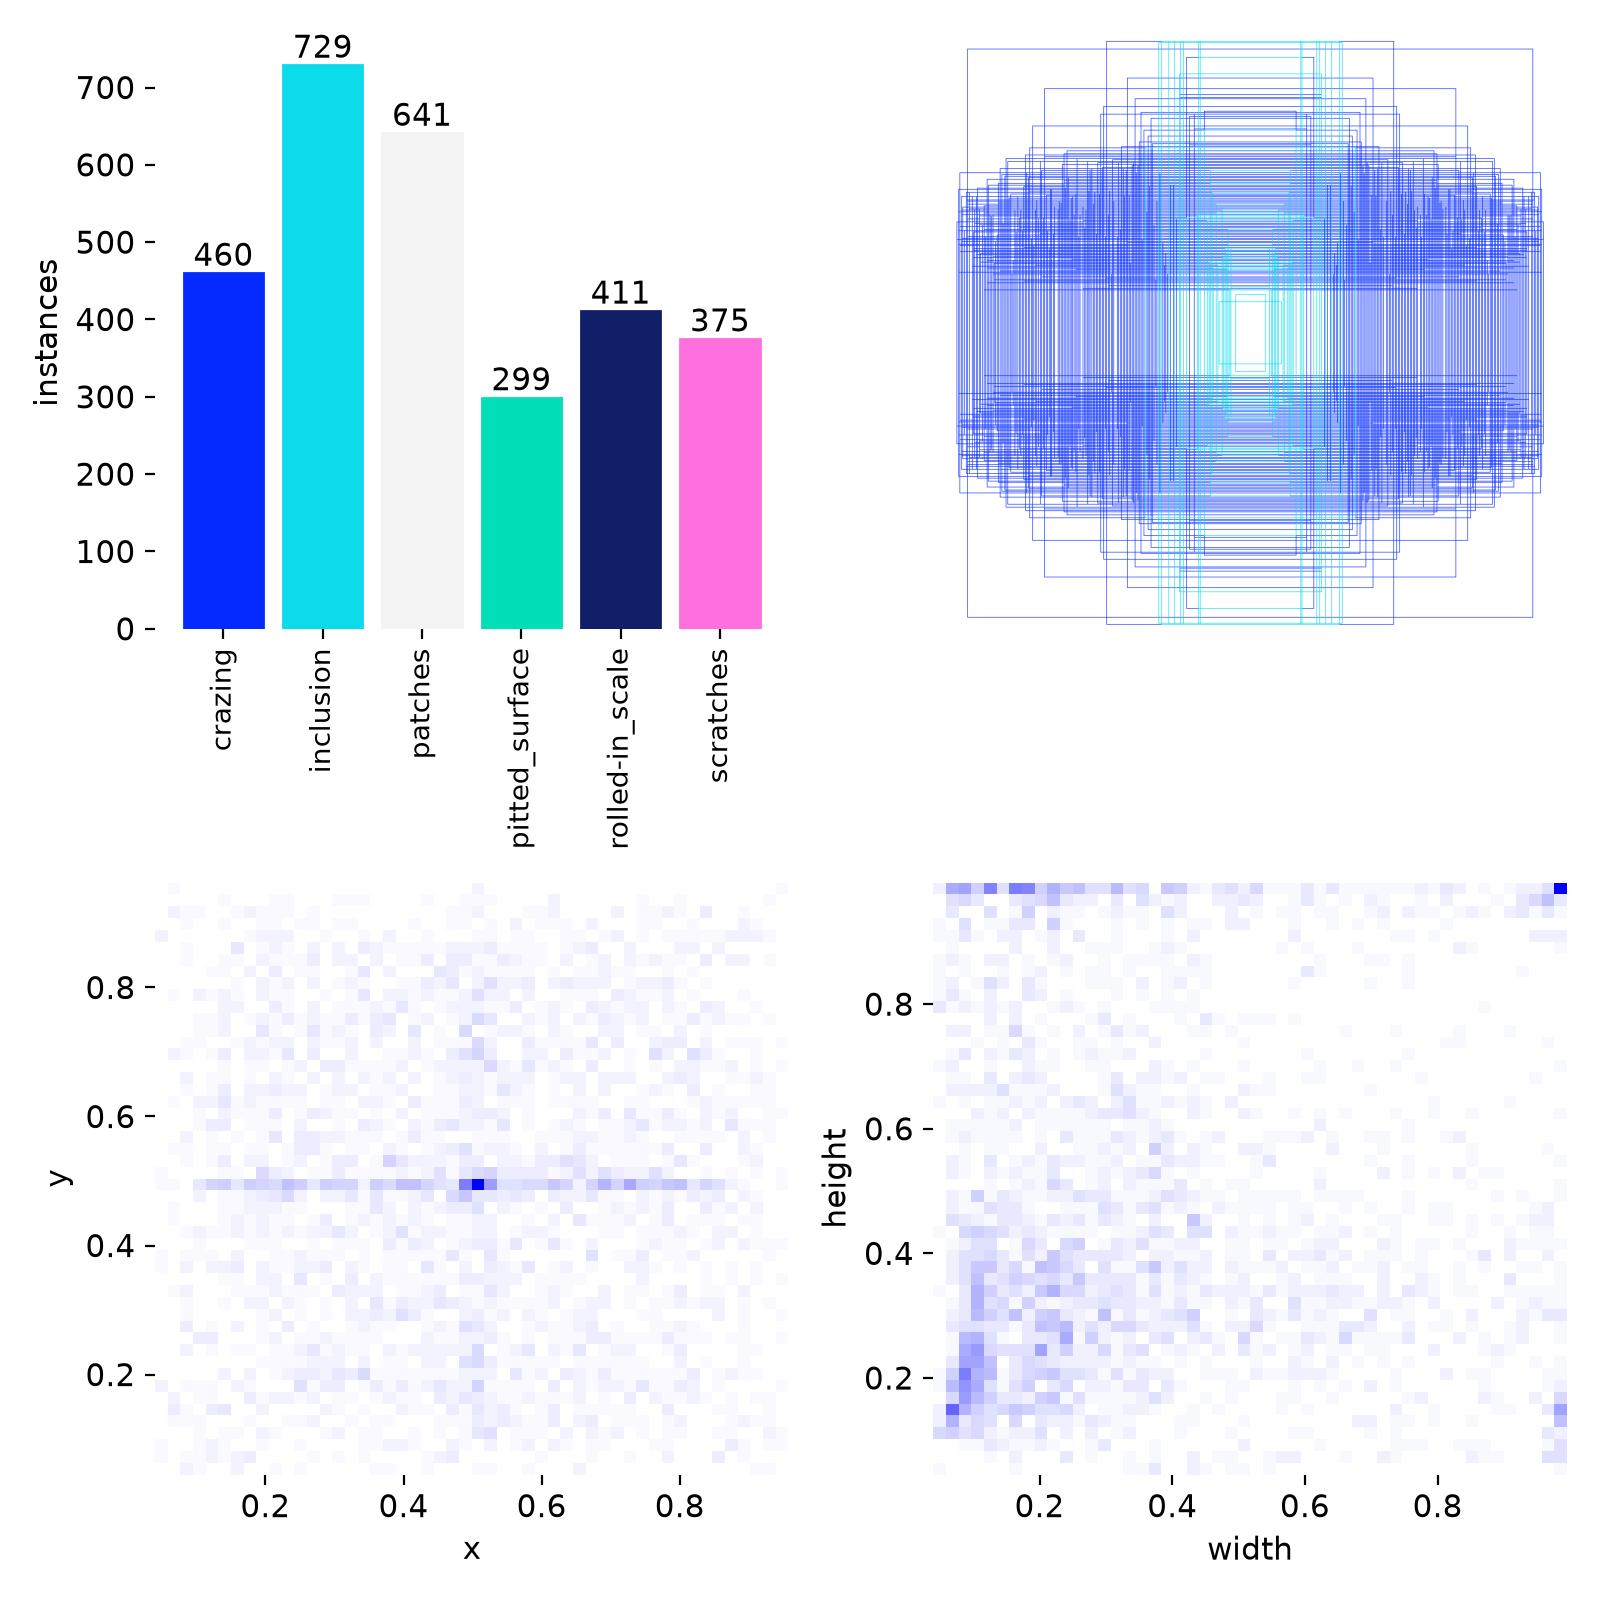 729
700
641
600
500
460
411
400
375
299
300
200
100
0
instances
crazing
inclusion
patches
pitted_surface
rolled-in_scale
scratches
0.8
0.6
0.4
0.2
y
0.2 0.4 0.6 0.8
x
0.8
0.6
0.4
0.2
height
0.2 0.4 0.6 0.8
width